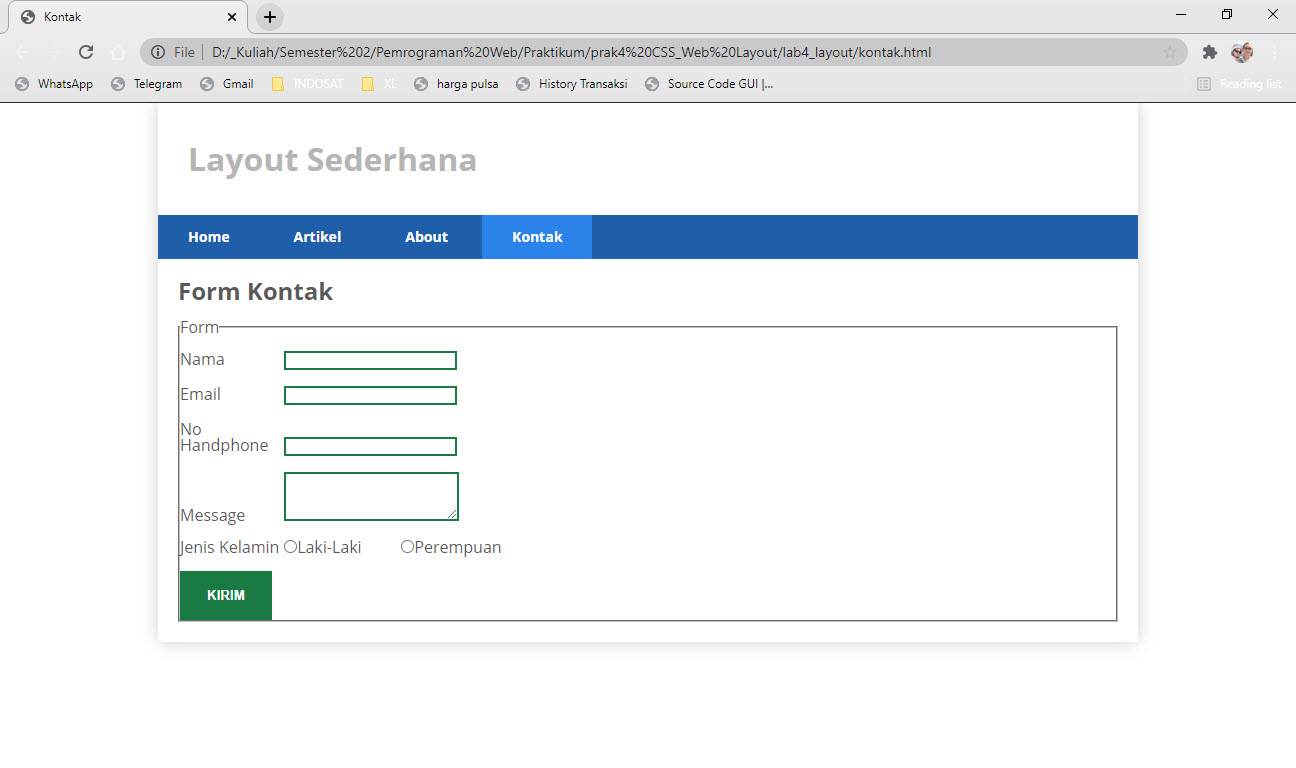 Kontak
File D:/_Kuliah/Semester%202/Pemrograman%20Web/Praktikum/prak4%20CSS_Web%20Layout/lab4_layout/kontak.html
WhatsApp Telegram Gmail INDOSAT XL harga pulsa History Transaksi Source Code GUI |... Reading list
Layout Sederhana
Home Artikel About Kontak
Form Kontak
Form
Nama
Email
No
Handphone
Message
Jenis Kelamin Laki-Laki Perempuan
KIRIM